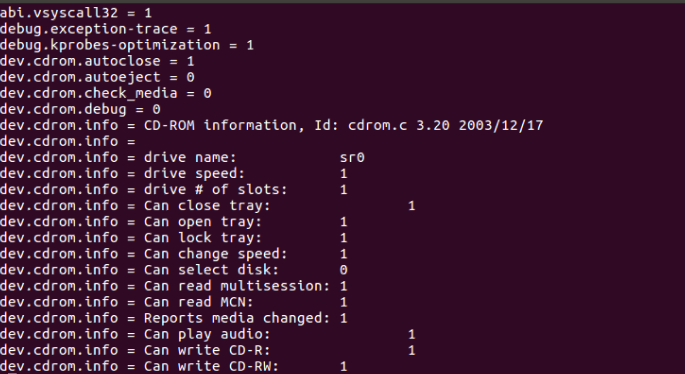 abi.vsyscall32 = 1
debug.exception-trace = 1
debug.kprobes-optimization = 1
dev.cdrom.autoclose = 1
dev.cdrom.autoeject = 0
dev.cdrom.check_media = 0
dev.cdrom.debug = 0
dev.cdrom.info = CD-ROM information, Id: cdrom.c 3.20 2003/12/17
dev.cdrom.info =
dev.cdrom.info = drive name: sr0
dev.cdrom.info = drive speed: 1
dev.cdrom.info = drive # of slots: 1
dev.cdrom.info = Can close tray: 1
dev.cdrom.info = Can open tray: 1
dev.cdrom.info = Can lock tray: 1
dev.cdrom.info = Can change speed: 1
dev.cdrom.info = Can select disk: 0
dev.cdrom.info = Can read multisession: 1
dev.cdrom.info = Can read MCN: 1
dev.cdrom.info = Reports media changed: 1
dev.cdrom.info = Can play audio: 1
dev.cdrom.info = Can write CD-R: 1
dev.cdrom.info = Can write CD-RW: 1